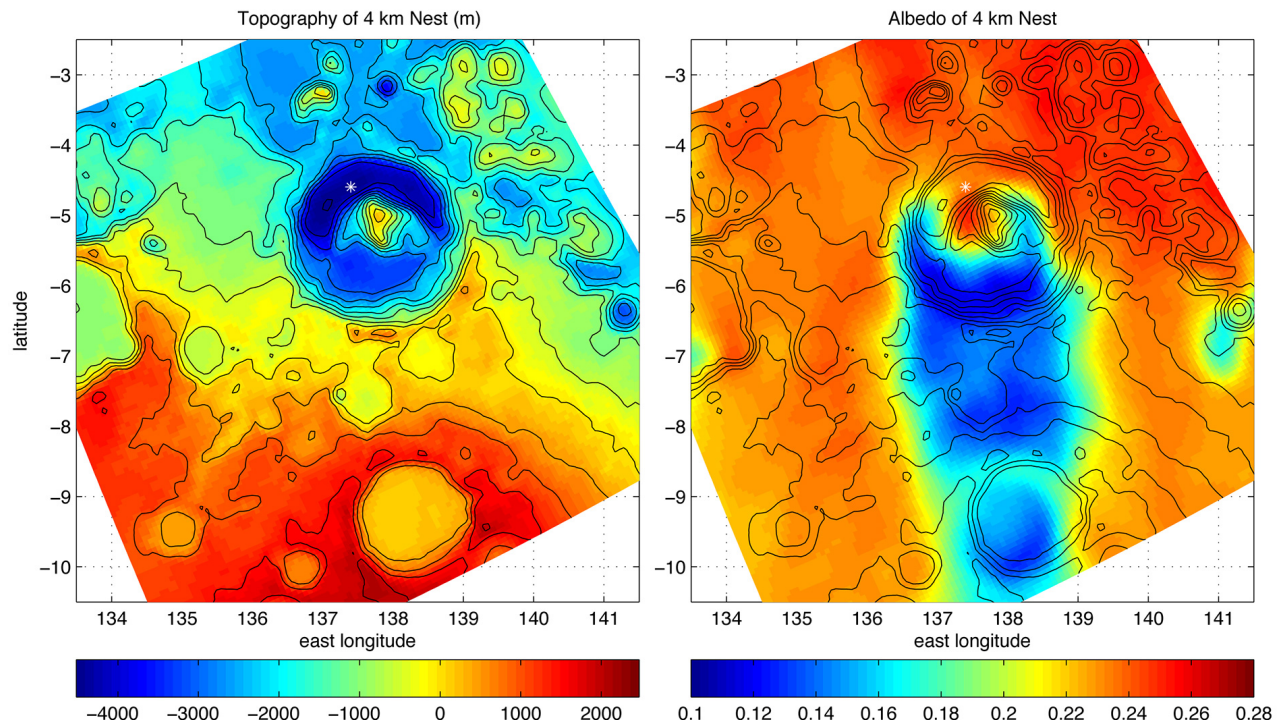 Topography of 4 km Nest (m)
Albedo of 4 km Nest
−3
−4
−5
−6
−7
−8
−9
−10
latitude
134 135 136 137 138 139 140 141
east longitude
−4000 −3000 −2000 −1000 0 1000 2000
−3
−4
−5
−6
−7
−8
−9
−10
134 135 136 137 138 139 140 141
east longitude
0.1 0.12 0.14 0.16 0.18 0.2 0.22 0.24 0.26 0.28